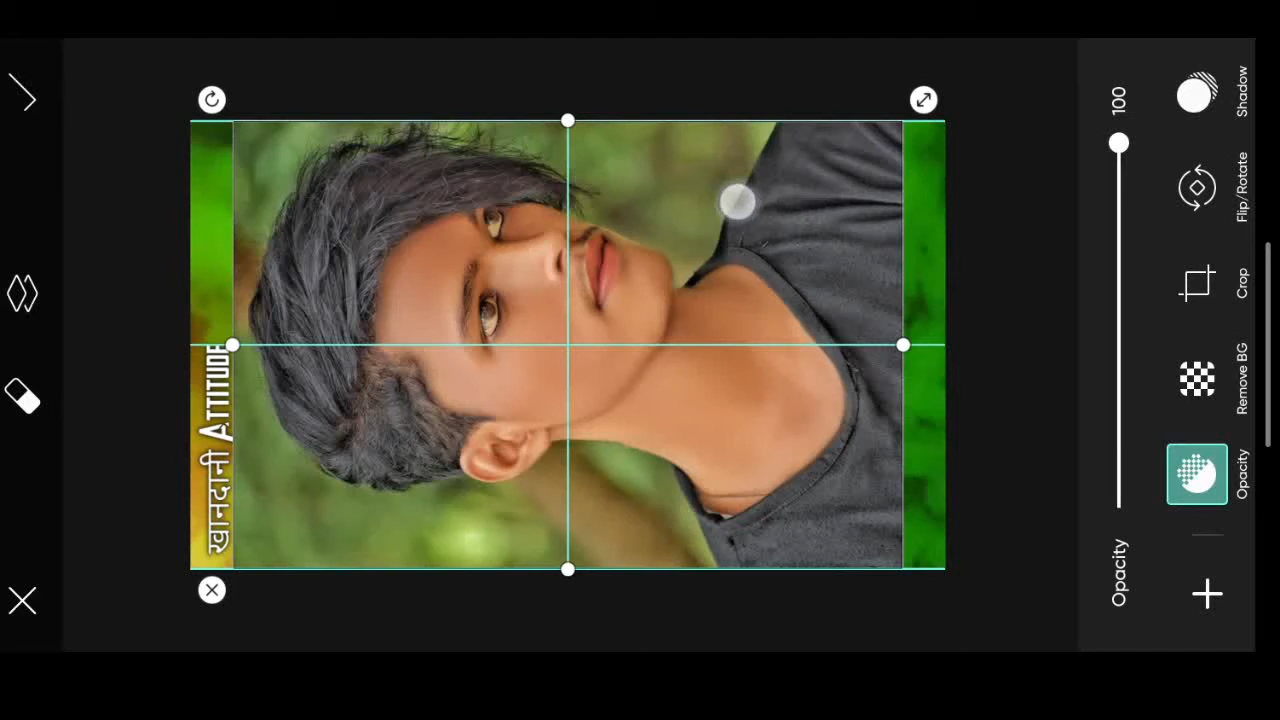 खानदानी ATTITUDE
Opacity
100
Opacity
Remove BG
Crop
Flip/Rotate
Shadow